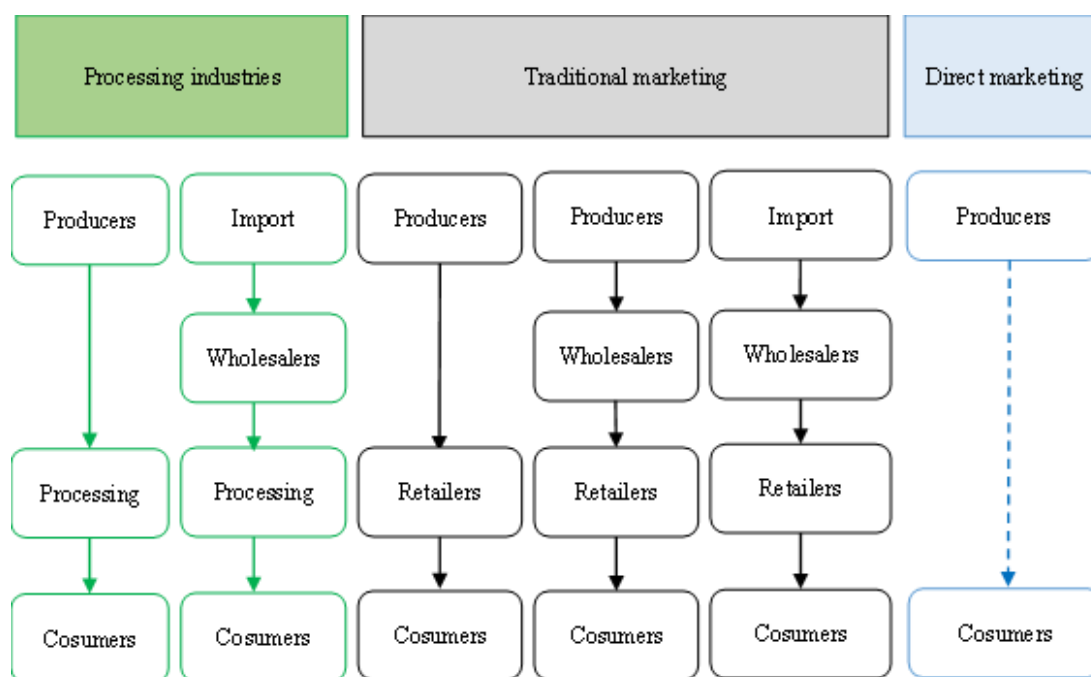 Processing industries
Traditional marketing
Direct marketing
Producers
Import
Producers
Producers
Import
Producers
Wholesalers
Wholesalers
Wholesalers
Processing
Processing
Retailers
Retailers
Retailers
Cosumers
Cosumers
Cosumers
Cosumers
Cosumers
Cosumers